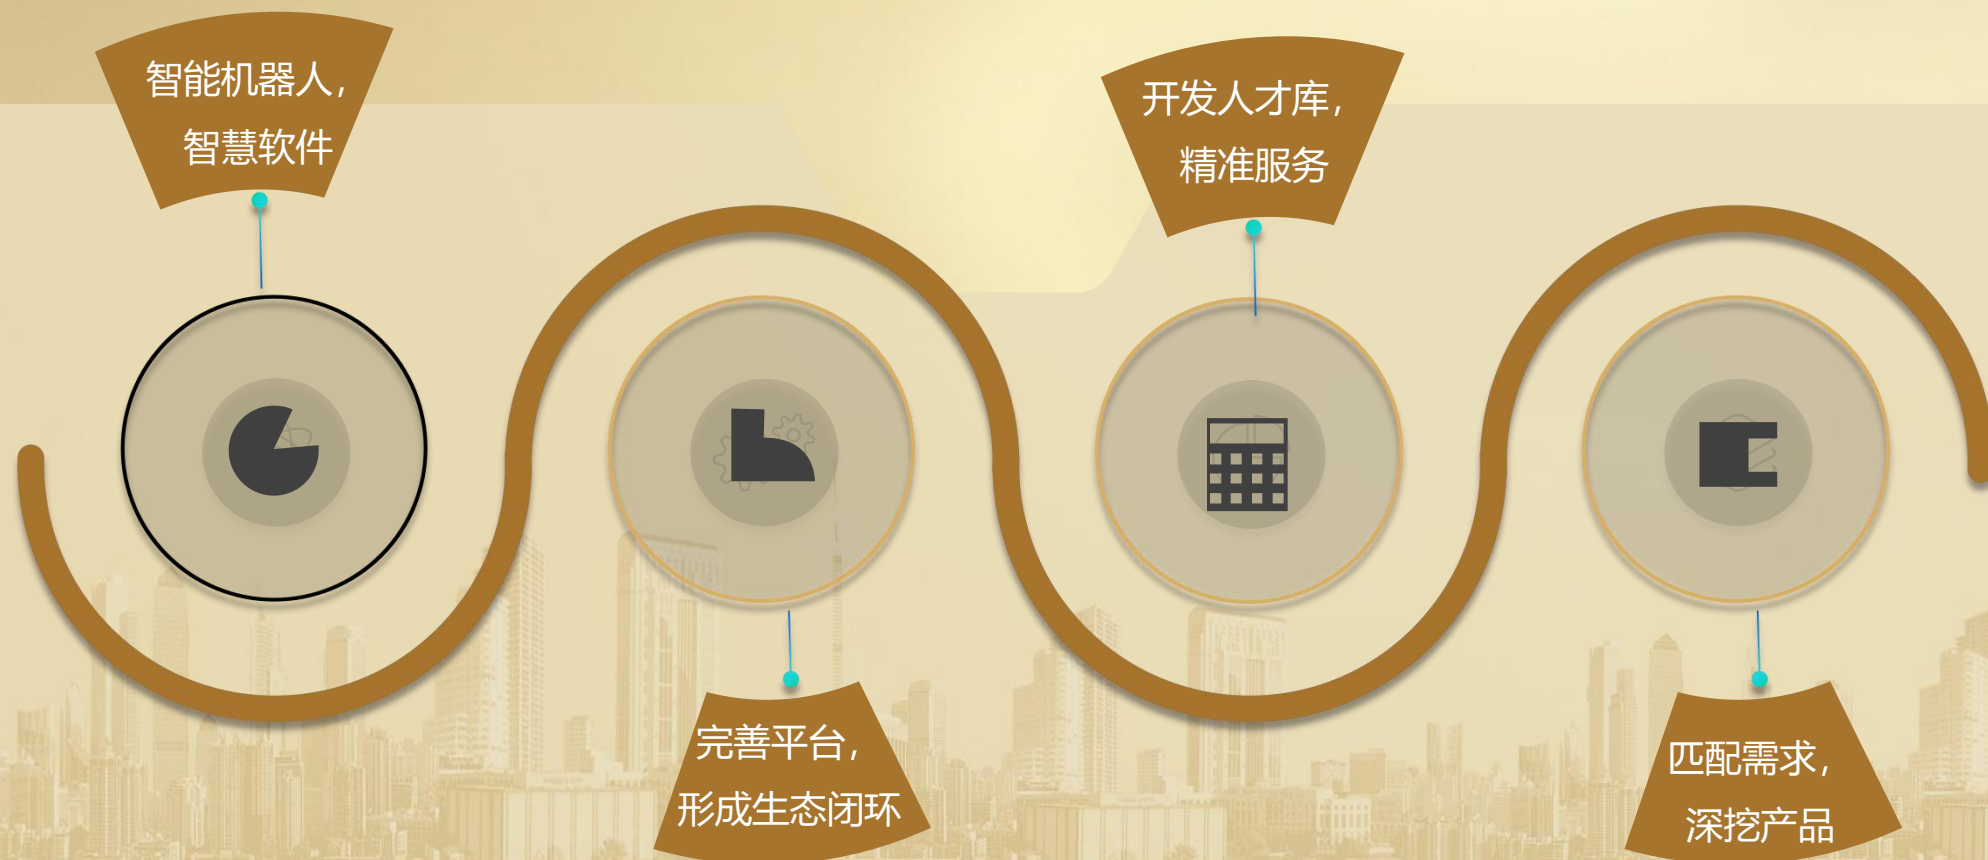 智能机器人，
智慧软件
完善平台，
形成生态闭环
开发人才库，
精准服务
匹配需求，
深挖产品